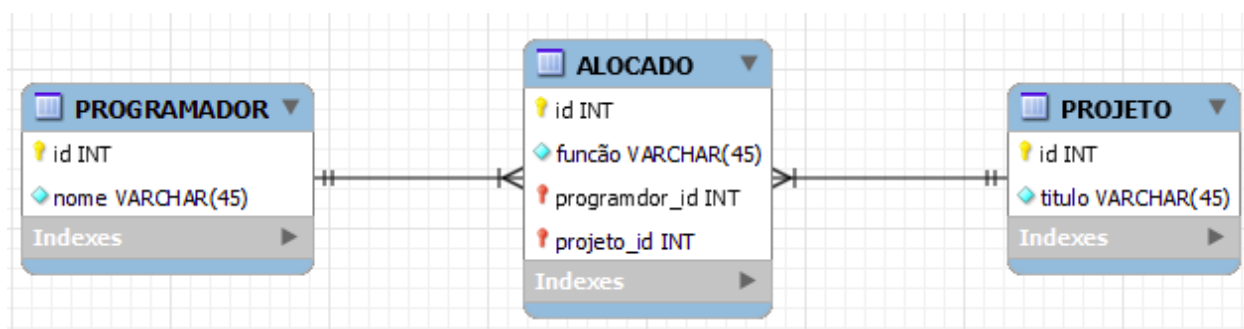 PROGRAMADOR
id INT
nome VARCHAR(45)
Indexes
ALOCADO
id INT
funcão VARCHAR(45)
programdor_id INT
projeto_id INT
Indexes
PROJETO
id INT
titulo VARCHAR(45)
Indexes